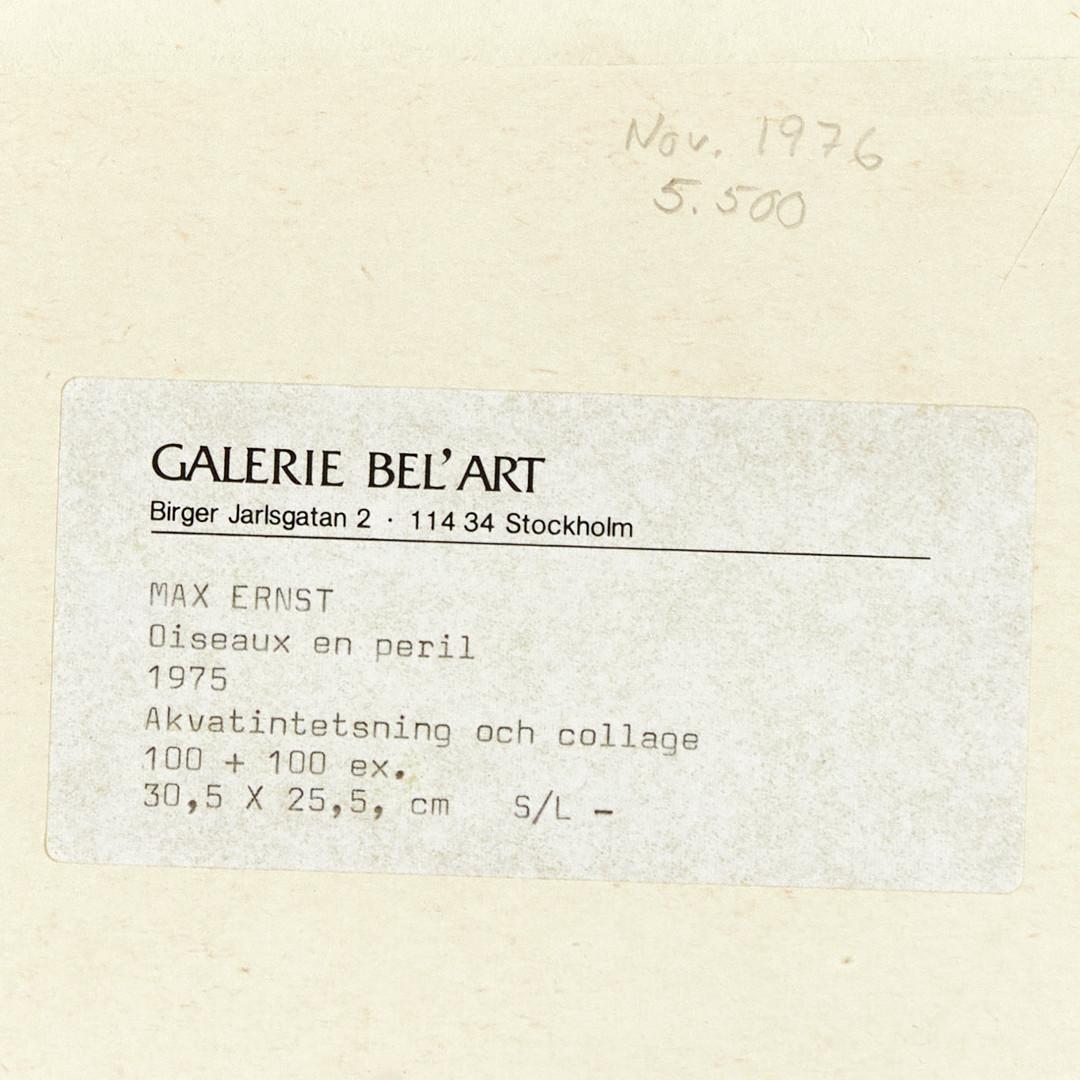 Nov. 1976
5.500
GALERIE BEL'ART
Birger Jarlsgatan 2 · 114 34 Stockholm
MAX ERNST
Oiseaux en peril
1975
Akvatintetsning och collage
100 + 100 ex.
30,5 X 25,5, cm S/L –